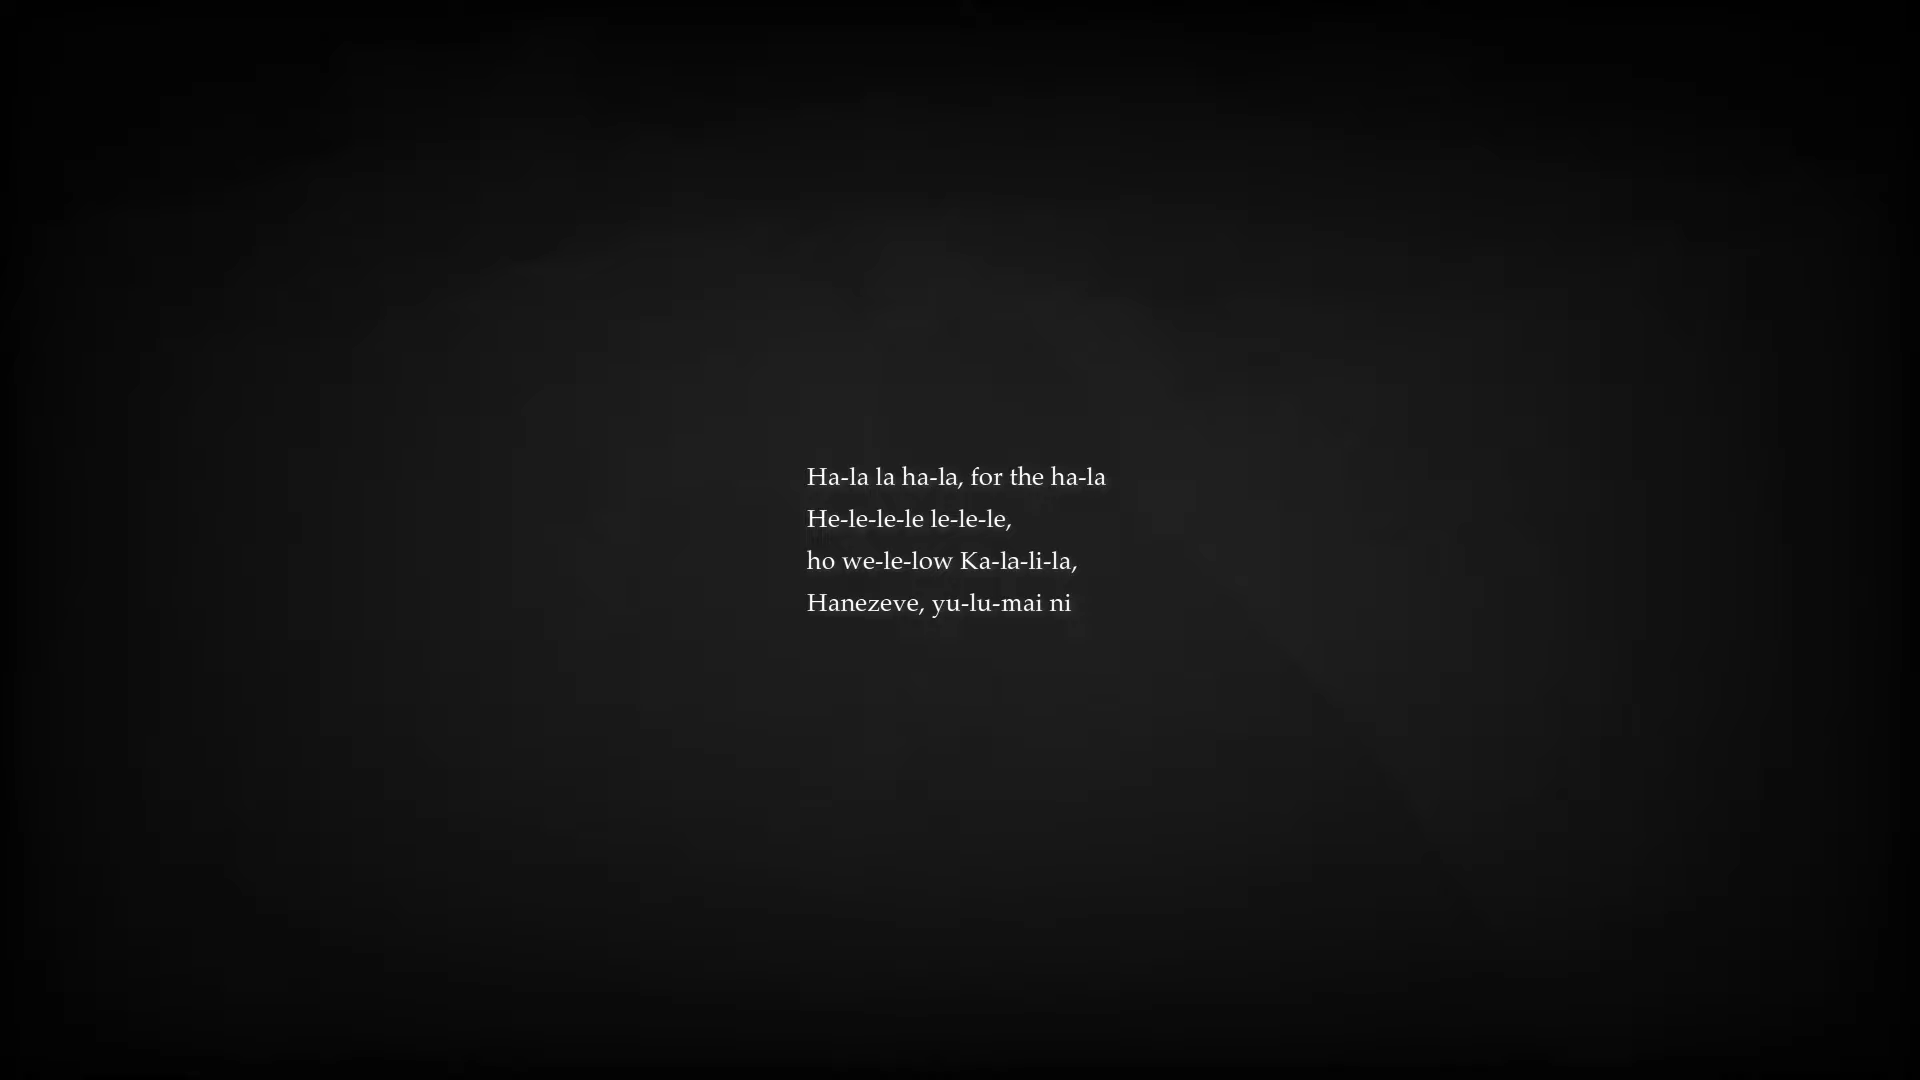 Ha-la la ha-la, for the ha-la
He-le-le-le le-le-le,
ho we-le-low Ka-la-li-la,
Hanezeve, yu-lu-mai ni